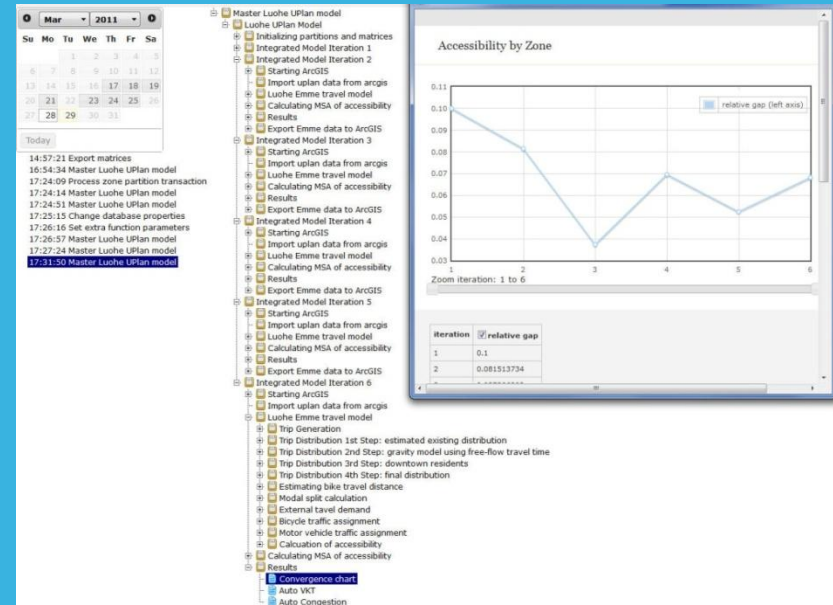 Mar 2011
Su Mo Tu We Th Fr Sa
1 2 3 4 5
6 7 8 9 10 11 12
13 14 15 16 17 18 19
20 21 22 23 24 25 26
27 28 29 30 31
Today
14:57:21 Export matrices
16:54:34 Master Luohe UPlan model
17:24:09 Process zone partition transaction
17:24:14 Master Luohe UPlan model
17:24:51 Master Luohe UPlan model
17:25:15 Change database properties
17:26:16 Set extra function parameters
17:26:57 Master Luohe UPlan model
17:27:24 Master Luohe UPlan model
17:31:50 Master Luohe UPlan model
Master Luohe UPlan model
Luohe UPlan Model
Initializing partitions and matrices
Integrated Model Iteration 1
Integrated Model Iteration 2
Starting ArcGIS
Import uplan data from arcgis
Luohe Emme travel model
Calculating MSA of accessibility
Results
Export Emme data to ArcGIS
Integrated Model Iteration 3
Starting ArcGIS
Import uplan data from arcgis
Luohe Emme travel model
Calculating MSA of accessibility
Results
Export Emme data to ArcGIS
Integrated Model Iteration 4
Starting ArcGIS
Import uplan data from arcgis
Luohe Emme travel model
Calculating MSA of accessibility
Results
Export Emme data to ArcGIS
Integrated Model Iteration 5
Starting ArcGIS
Import uplan data from arcgis
Luohe Emme travel model
Calculating MSA of accessibility
Results
Export Emme data to ArcGIS
Integrated Model Iteration 6
Starting ArcGIS
Import uplan data from arcgis
Luohe Emme travel model
Trip Generation
Trip Distribution 1st Step: estimated existing distribution
Trip Distribution 2nd Step: gravity model using free-flow travel time
Trip Distribution 3rd Step: downtown residents
Trip Distribution 4th Step: final distribution
Estimating bike travel distance
Modal split calculation
External tavel demand
Bicycle traffic assignment
Motor vehicle traffic assignment
Calcuation of accessibility
Calculating MSA of accessibility
Results
Convergence chart
Auto VKT
Auto Congestion
Accessibility by Zone
relative gap (left axis)
0.11
0.10
0.09
0.08
0.07
0.06
0.05
0.04
0.03
1 2 3 4 5 6
Zoom iteration: 1 to 6
iteration relative gap
1 0.1
2 0.081513734